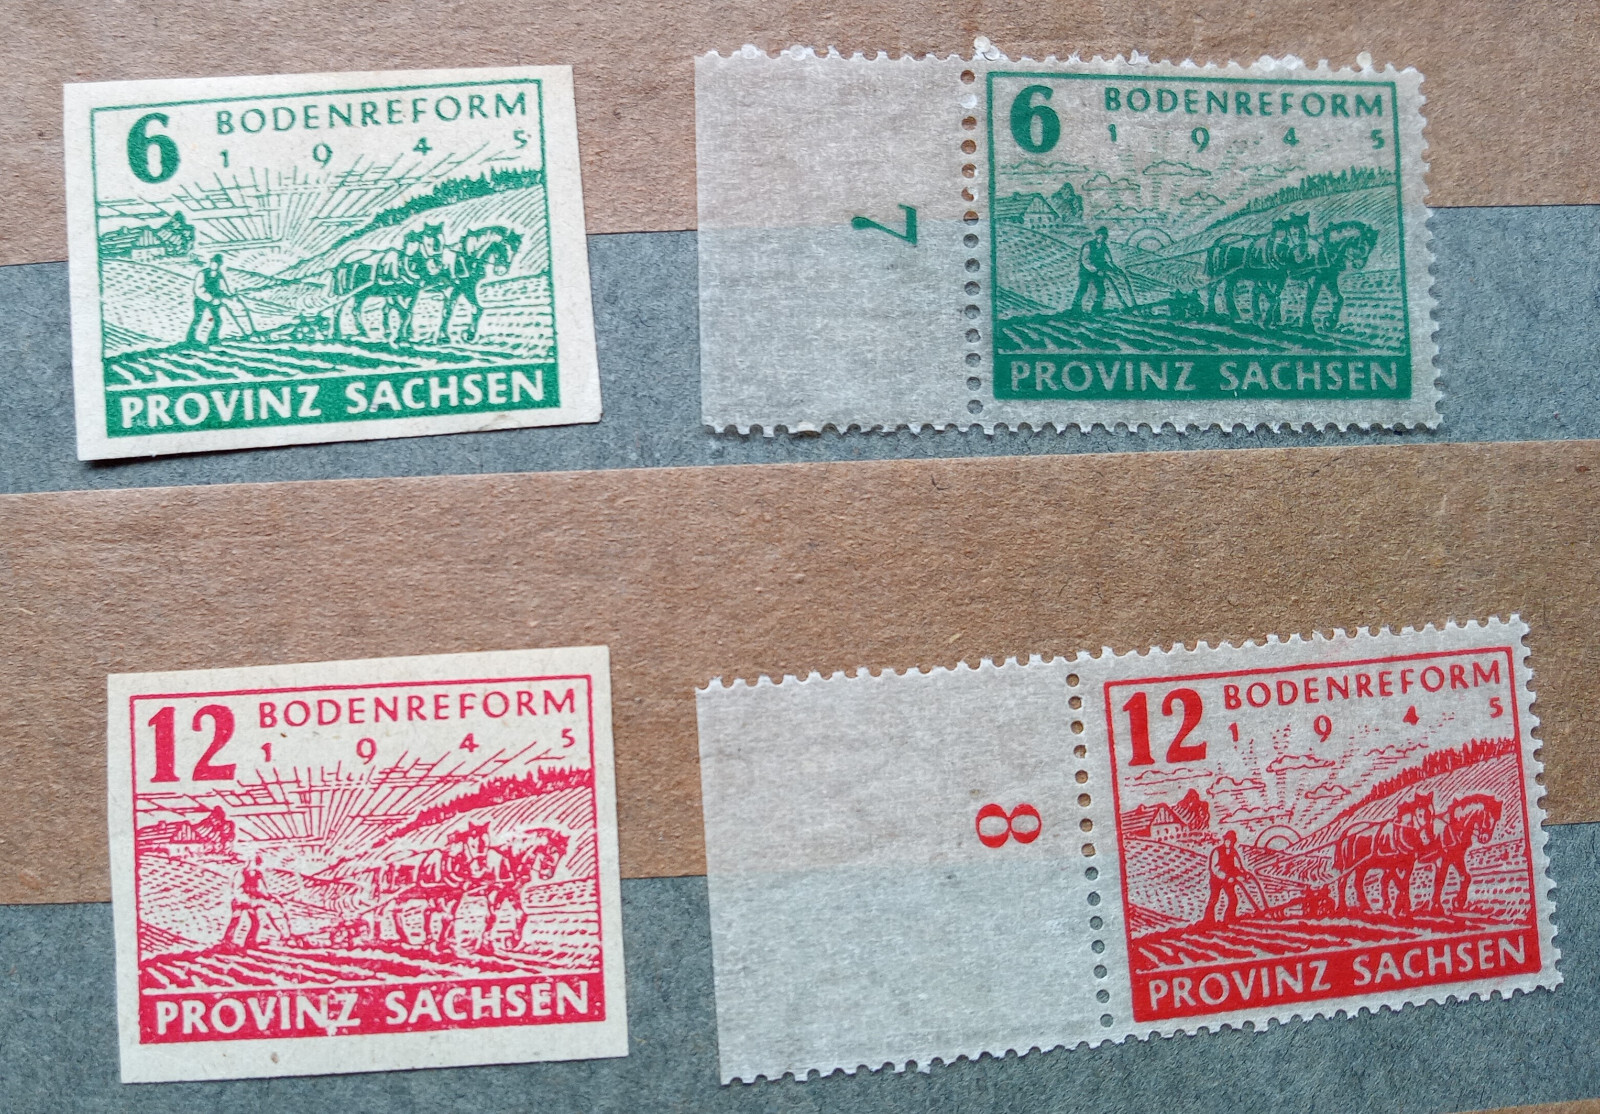 6 BODENREFORM
1 9 4 5
PROVINZ SACHSEN
7
6 BODENREFORM
1 9 4 5
PROVINZ SACHSEN
12 BODENREFORM
1 9 4 5
PROVINZ SACHSEN
8
12 BODENREFORM
1 9 4 5
PROVINZ SACHSEN